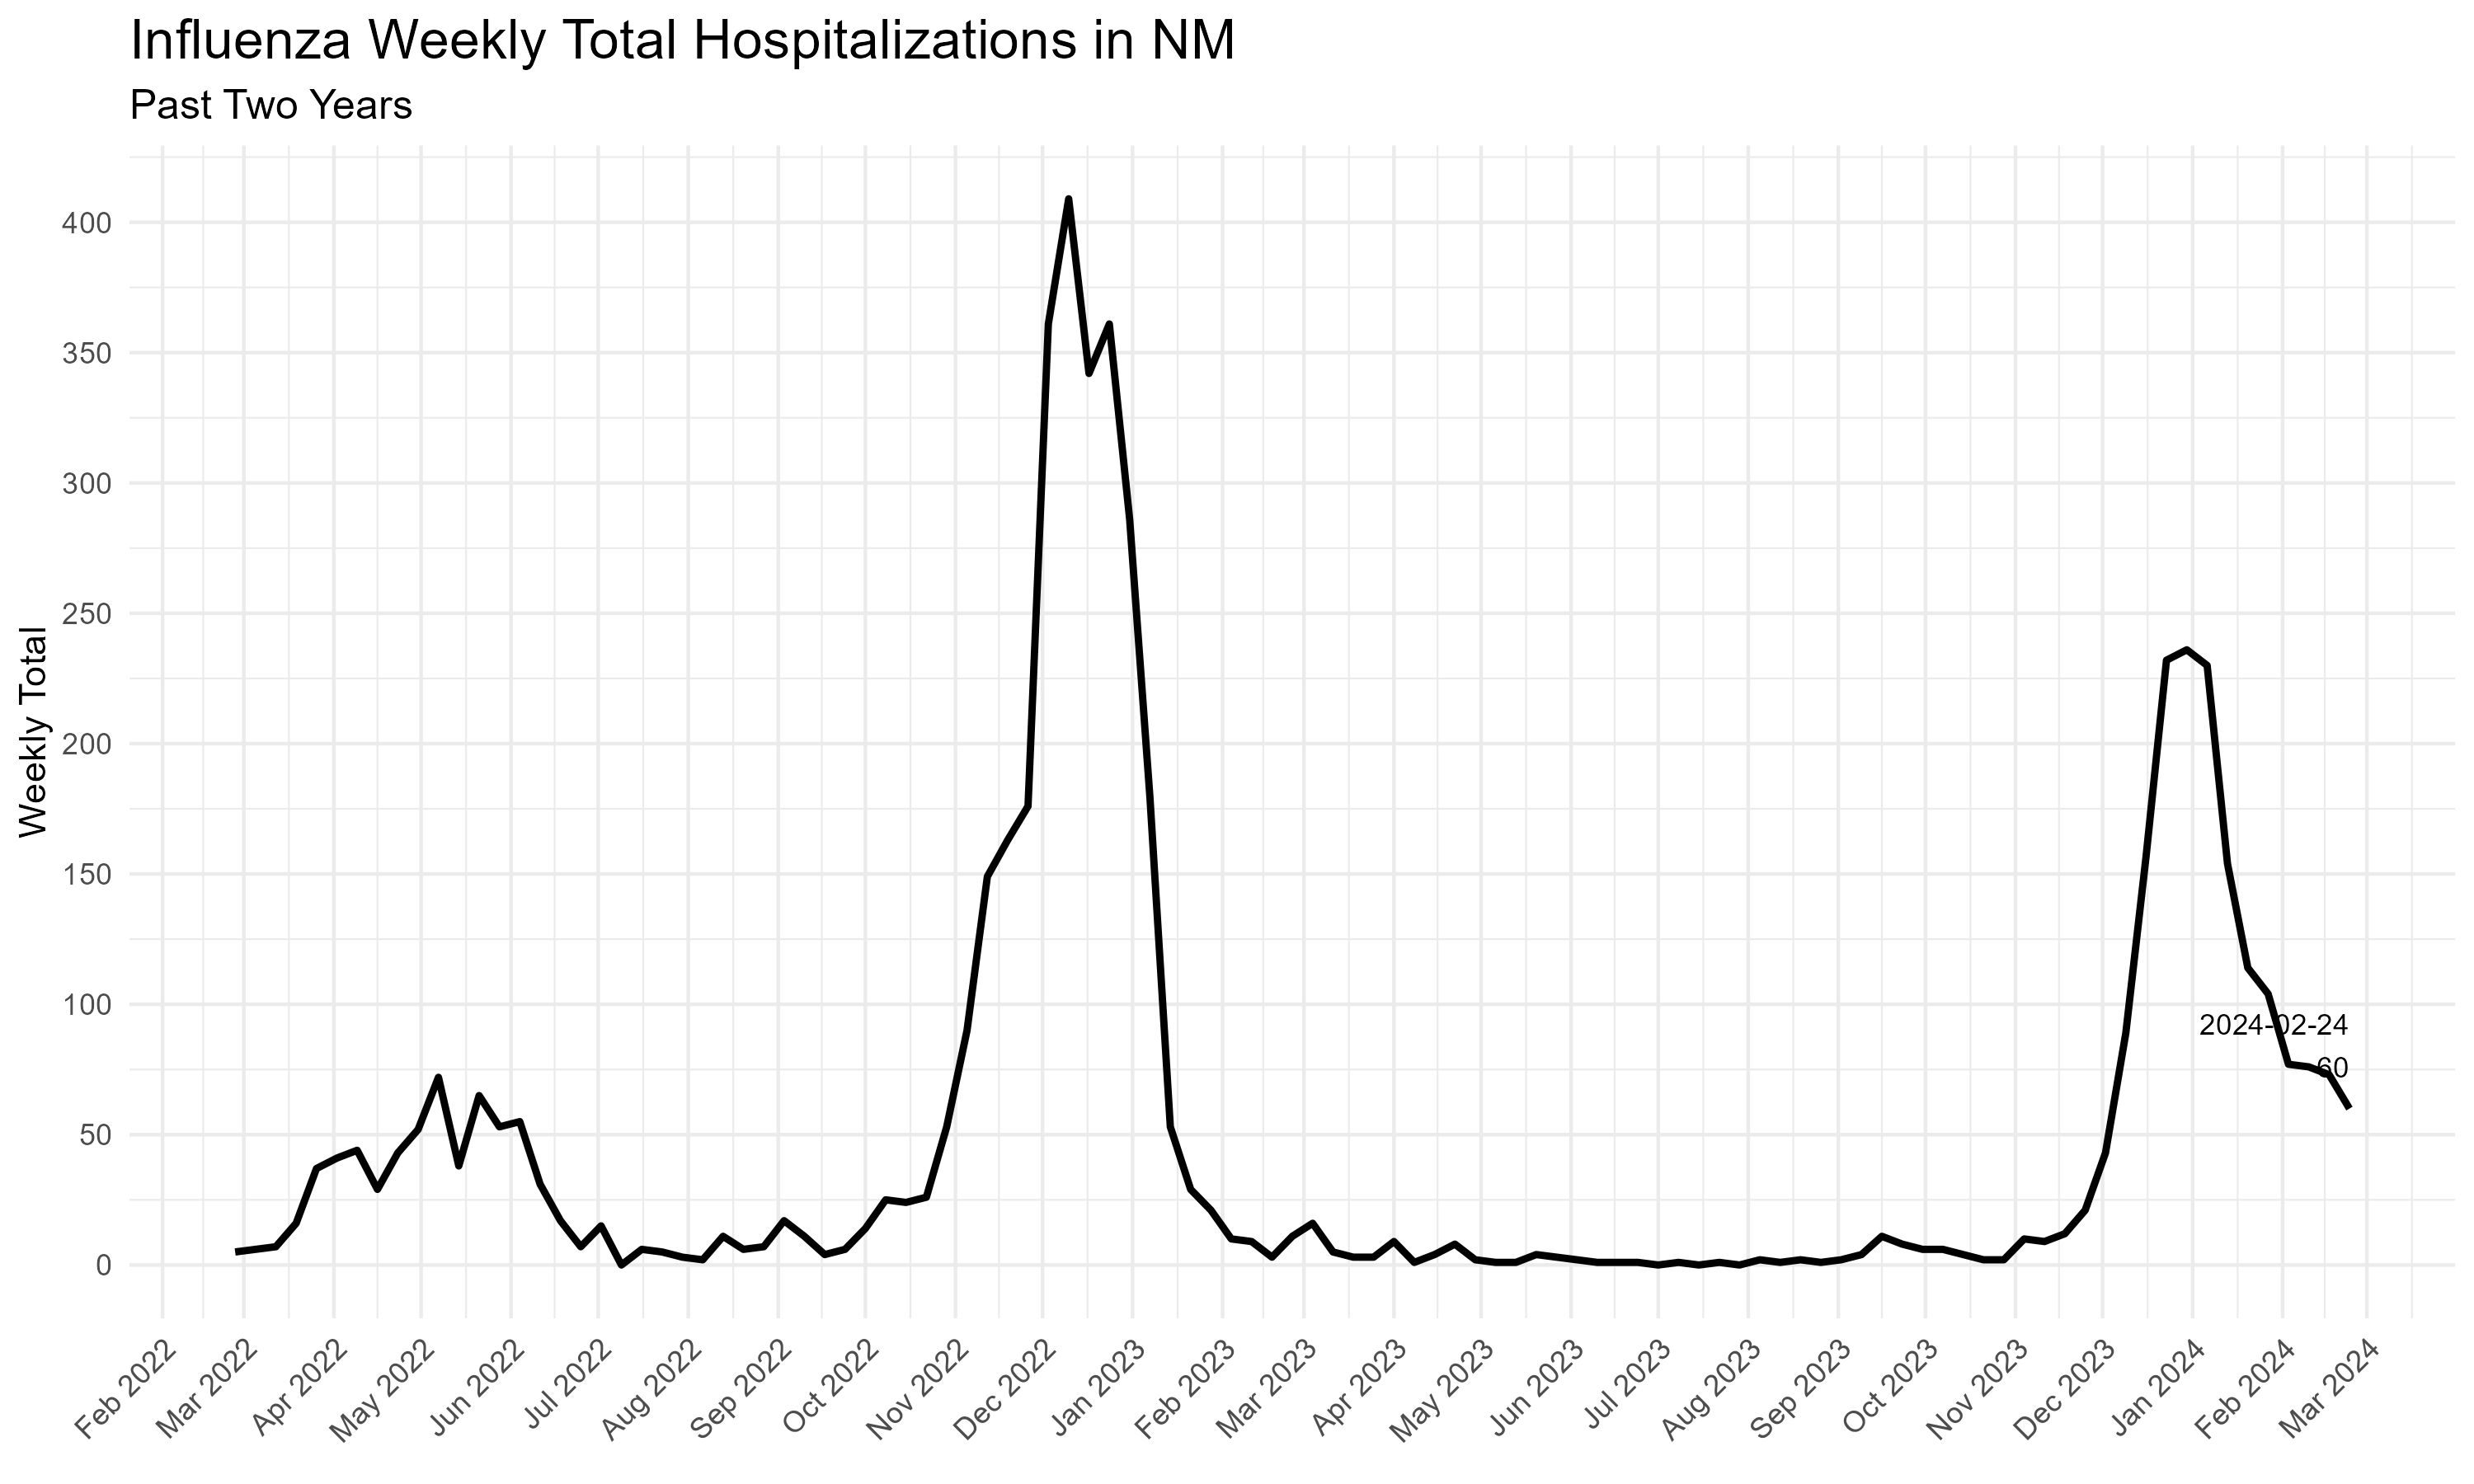 Influenza Weekly Total Hospitalizations in NM
Past Two Years
Weekly Total
400
350
300
250
200
150
100
50
0
2024-02-24
60
Feb 2022
Mar 2022
Apr 2022
May 2022
Jun 2022
Jul 2022
Aug 2022
Sep 2022
Oct 2022
Nov 2022
Dec 2022
Jan 2023
Feb 2023
Mar 2023
Apr 2023
May 2023
Jun 2023
Jul 2023
Aug 2023
Sep 2023
Oct 2023
Nov 2023
Dec 2023
Jan 2024
Feb 2024
Mar 2024